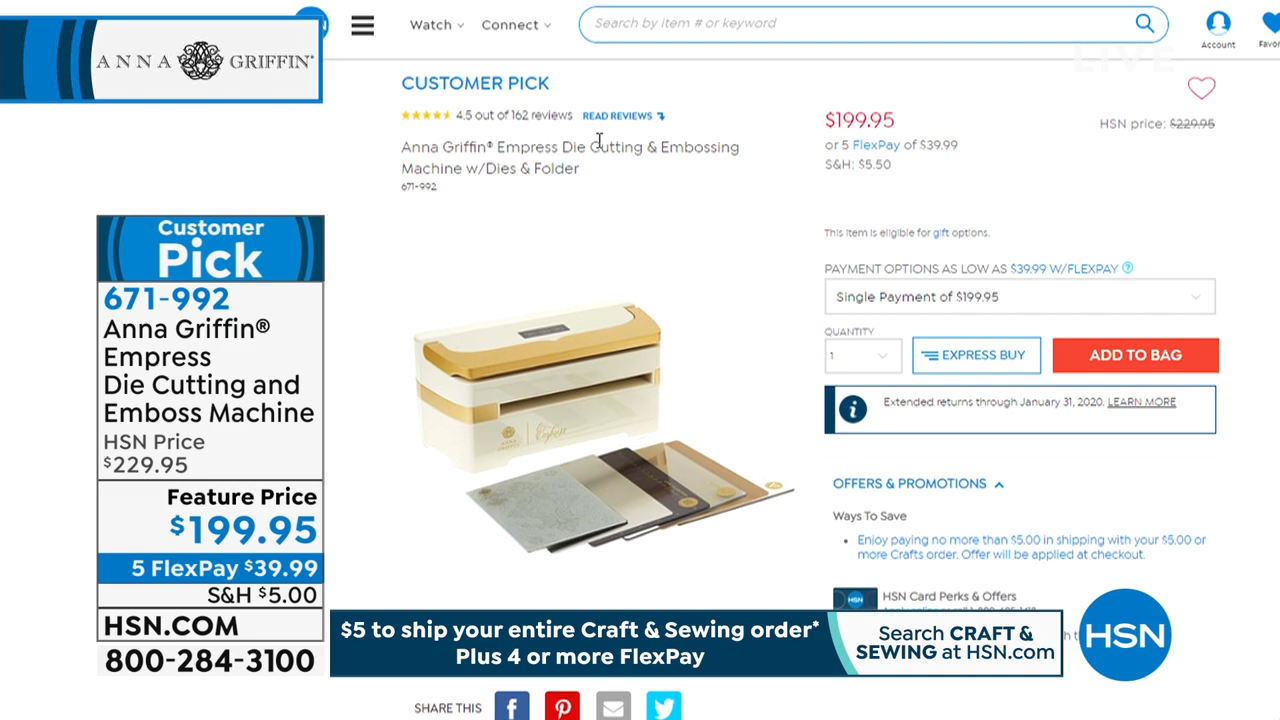 ANNA GRIFFIN®
Watch
Connect
Search by item # or keyword
Account
LIVE
CUSTOMER PICK
4.5 out of 162 reviews
READ REVIEWS
Anna Griffin® Empress Die Cutting & Embossing
Machine w/Dies & Folder
671-992
$199.95
HSN price: $229.95
or 5 FlexPay of $39.99
S&H: $5.50
This item is eligible for gift options.
PAYMENT OPTIONS AS LOW AS $39.99 W/FLEXPAY ?
Single Payment of $199.95
QUANTITY
1
EXPRESS BUY
ADD TO BAG
Extended returns through January 31, 2020. LEARN MORE
OFFERS & PROMOTIONS
Ways To Save
• Enjoy paying no more than $5.00 in shipping with your $5.00 or
more Crafts order. Offer will be applied at checkout.
HSN
HSN Card Perks & Offers
Customer
Pick
671-992
Anna Griffin®
Empress
Die Cutting and
Emboss Machine
HSN Price
$229.95
Feature Price
$199.95
5 FlexPay $39.99
S&H $5.00
HSN.COM
800-284-3100
$5 to ship your entire Craft & Sewing order*
Plus 4 or more FlexPay
Search CRAFT &
SEWING at HSN.com
HSN
SHARE THIS